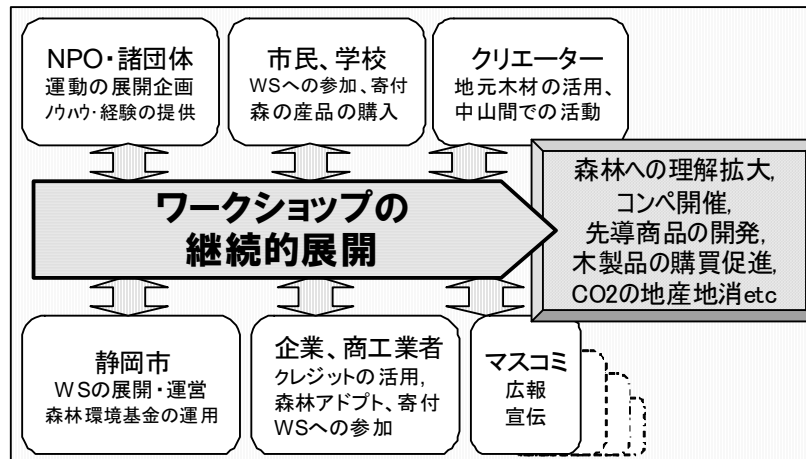 NPO・諸団体
運動の展開企画
ノウハウ・経験の提供
市民、学校
WSへの参加、寄付
森の産品の購入
クリエーター
地元木材の活用、
中山間での活動
ワークショップの
継続的展開
森林への理解拡大,
コンペ開催,
先導商品の開発,
木製品の購買促進,
CO2の地産地消etc
静岡市
WSの展開・運営
森林環境基金の運用
企業、商工業者
クレジットの活用,
森林アドプト、寄付
WSへの参加
マスコミ
広報
宣伝